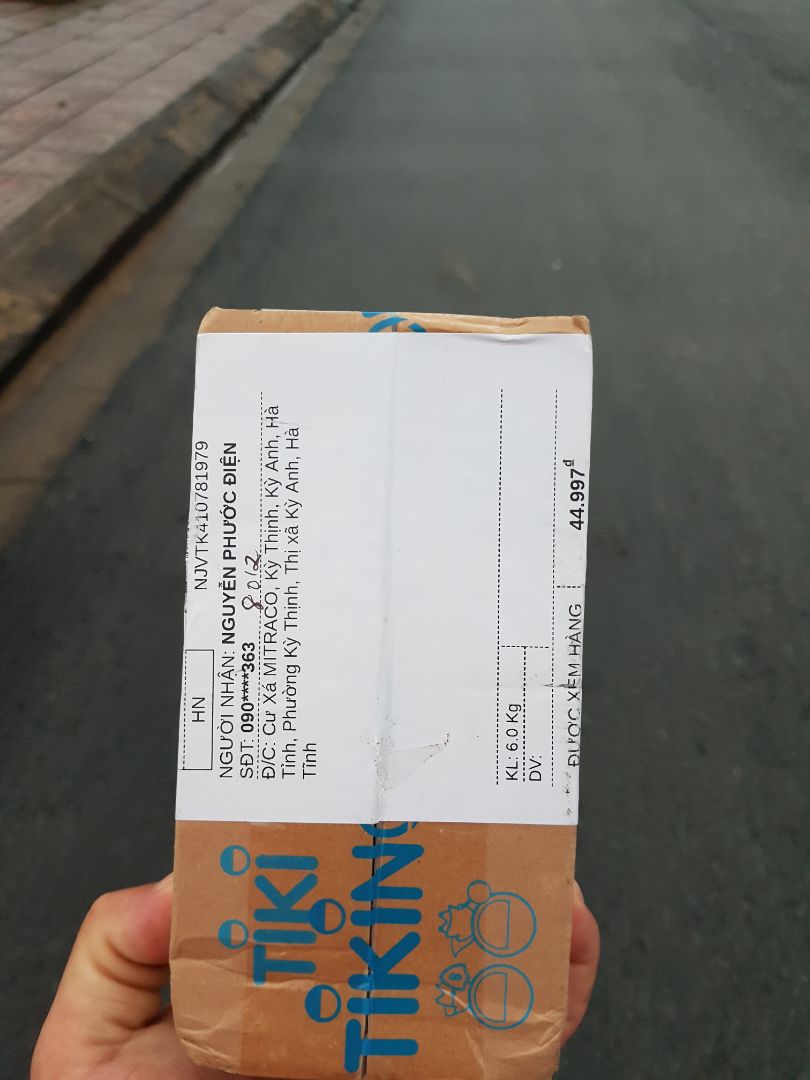 HN
NJVTK410781979
NGƯỜI NHẬN: NGUYỄN PHƯỚC ĐIỆN
SĐT: 090****363 8012
Đ/C: Cư Xá MITRACO, Kỳ Thịnh, Kỳ Anh, Hà
Tĩnh, Phường Kỳ Thịnh, Thị xã Kỳ Anh, Hà
Tĩnh
KL: 6.0 Kg
DV:
ĐƯỢC XEM HÀNG
44.997đ
TIKI
TIKING